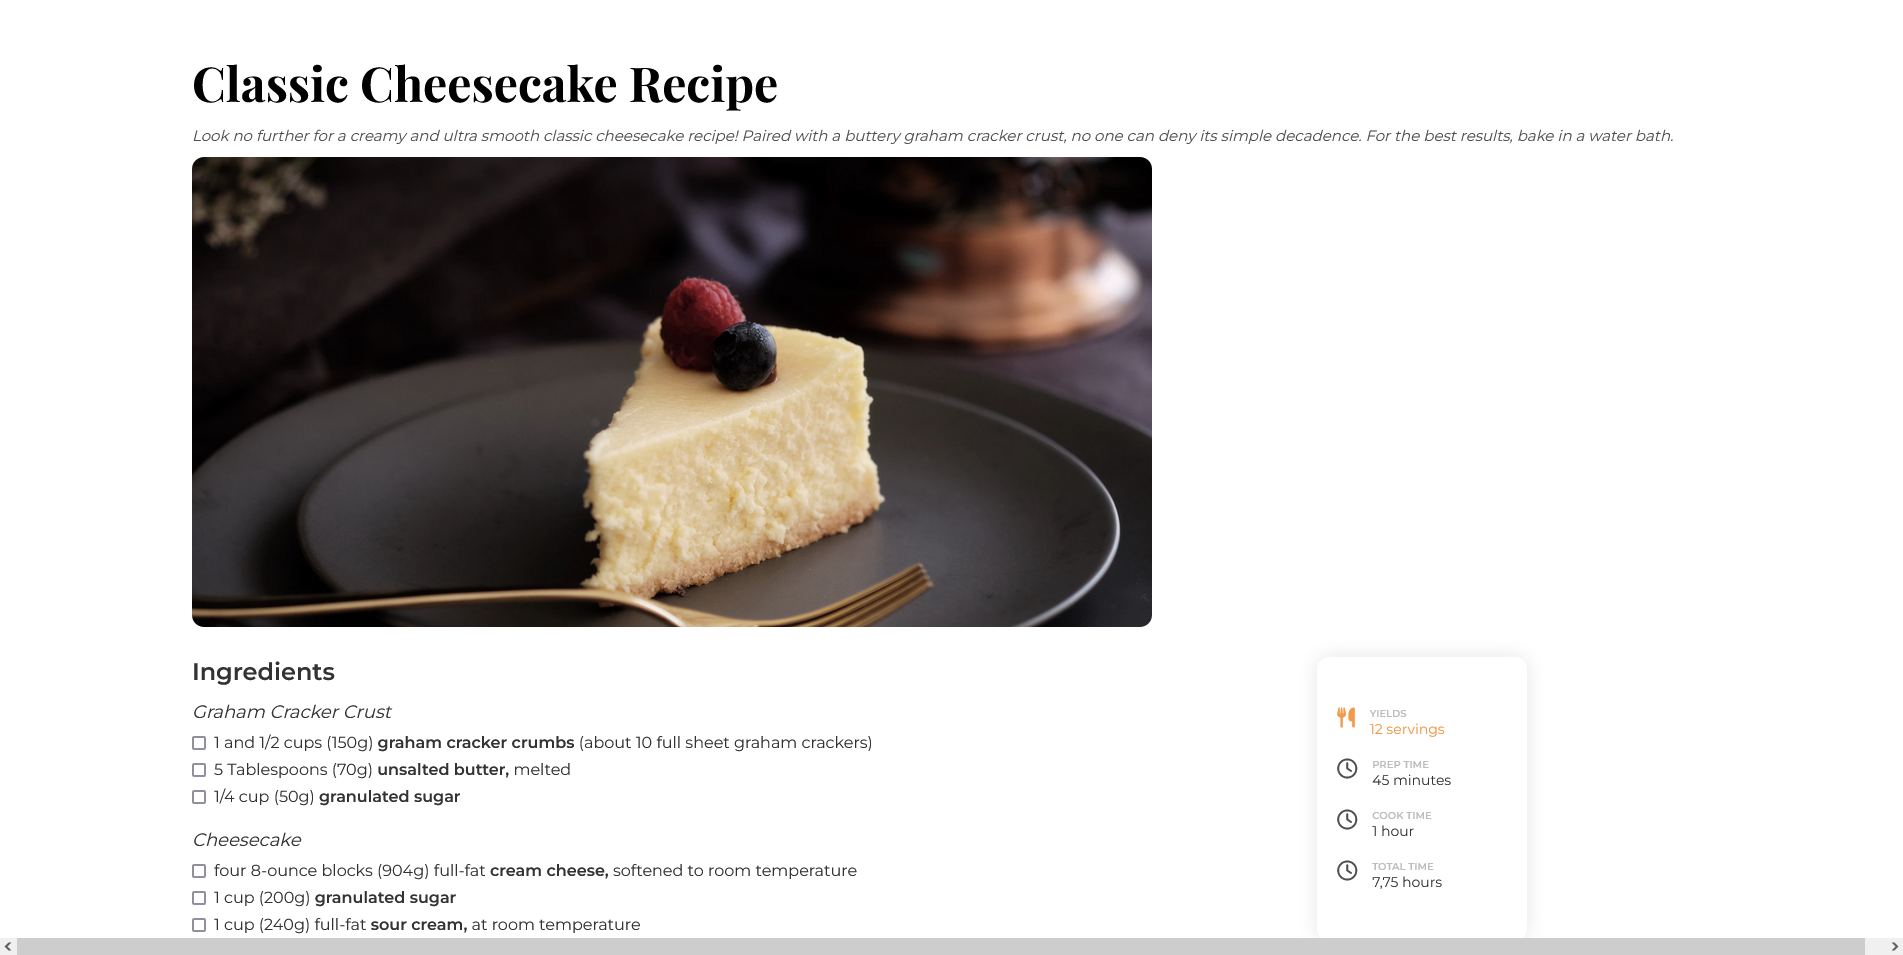 Classic Cheesecake Recipe
Look no further for a creamy and ultra smooth classic cheesecake recipe! Paired with a buttery graham cracker crust, no one can deny its simple decadence. For the best results, bake in a water bath.
Ingredients
Graham Cracker Crust
1 and 1/2 cups (150g) graham cracker crumbs (about 10 full sheet graham crackers)
5 Tablespoons (70g) unsalted butter, melted
1/4 cup (50g) granulated sugar
Cheesecake
four 8-ounce blocks (904g) full-fat cream cheese, softened to room temperature
1 cup (200g) granulated sugar
1 cup (240g) full-fat sour cream, at room temperature
YIELDS
12 servings
PREP TIME
45 minutes
COOK TIME
1 hour
TOTAL TIME
7,75 hours